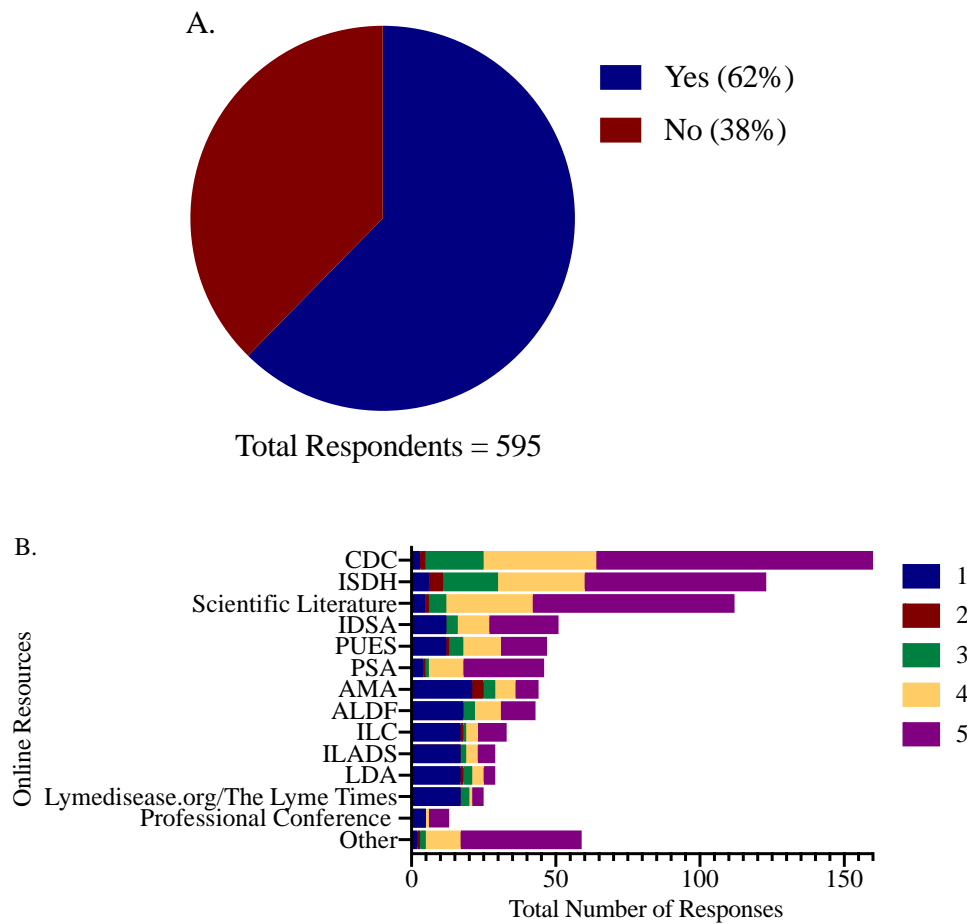 A.
Yes (62%)
No (38%)
Total Respondents = 595
B.
Online Resources
CDC
ISDH
Scientific Literature
IDSA
PUES
PSA
AMA
ALDF
ILC
ILADS
LDA
Lymedisease.org/The Lyme Times
Professional Conference
Other
0 50 100 150
Total Number of Responses
1
2
3
4
5